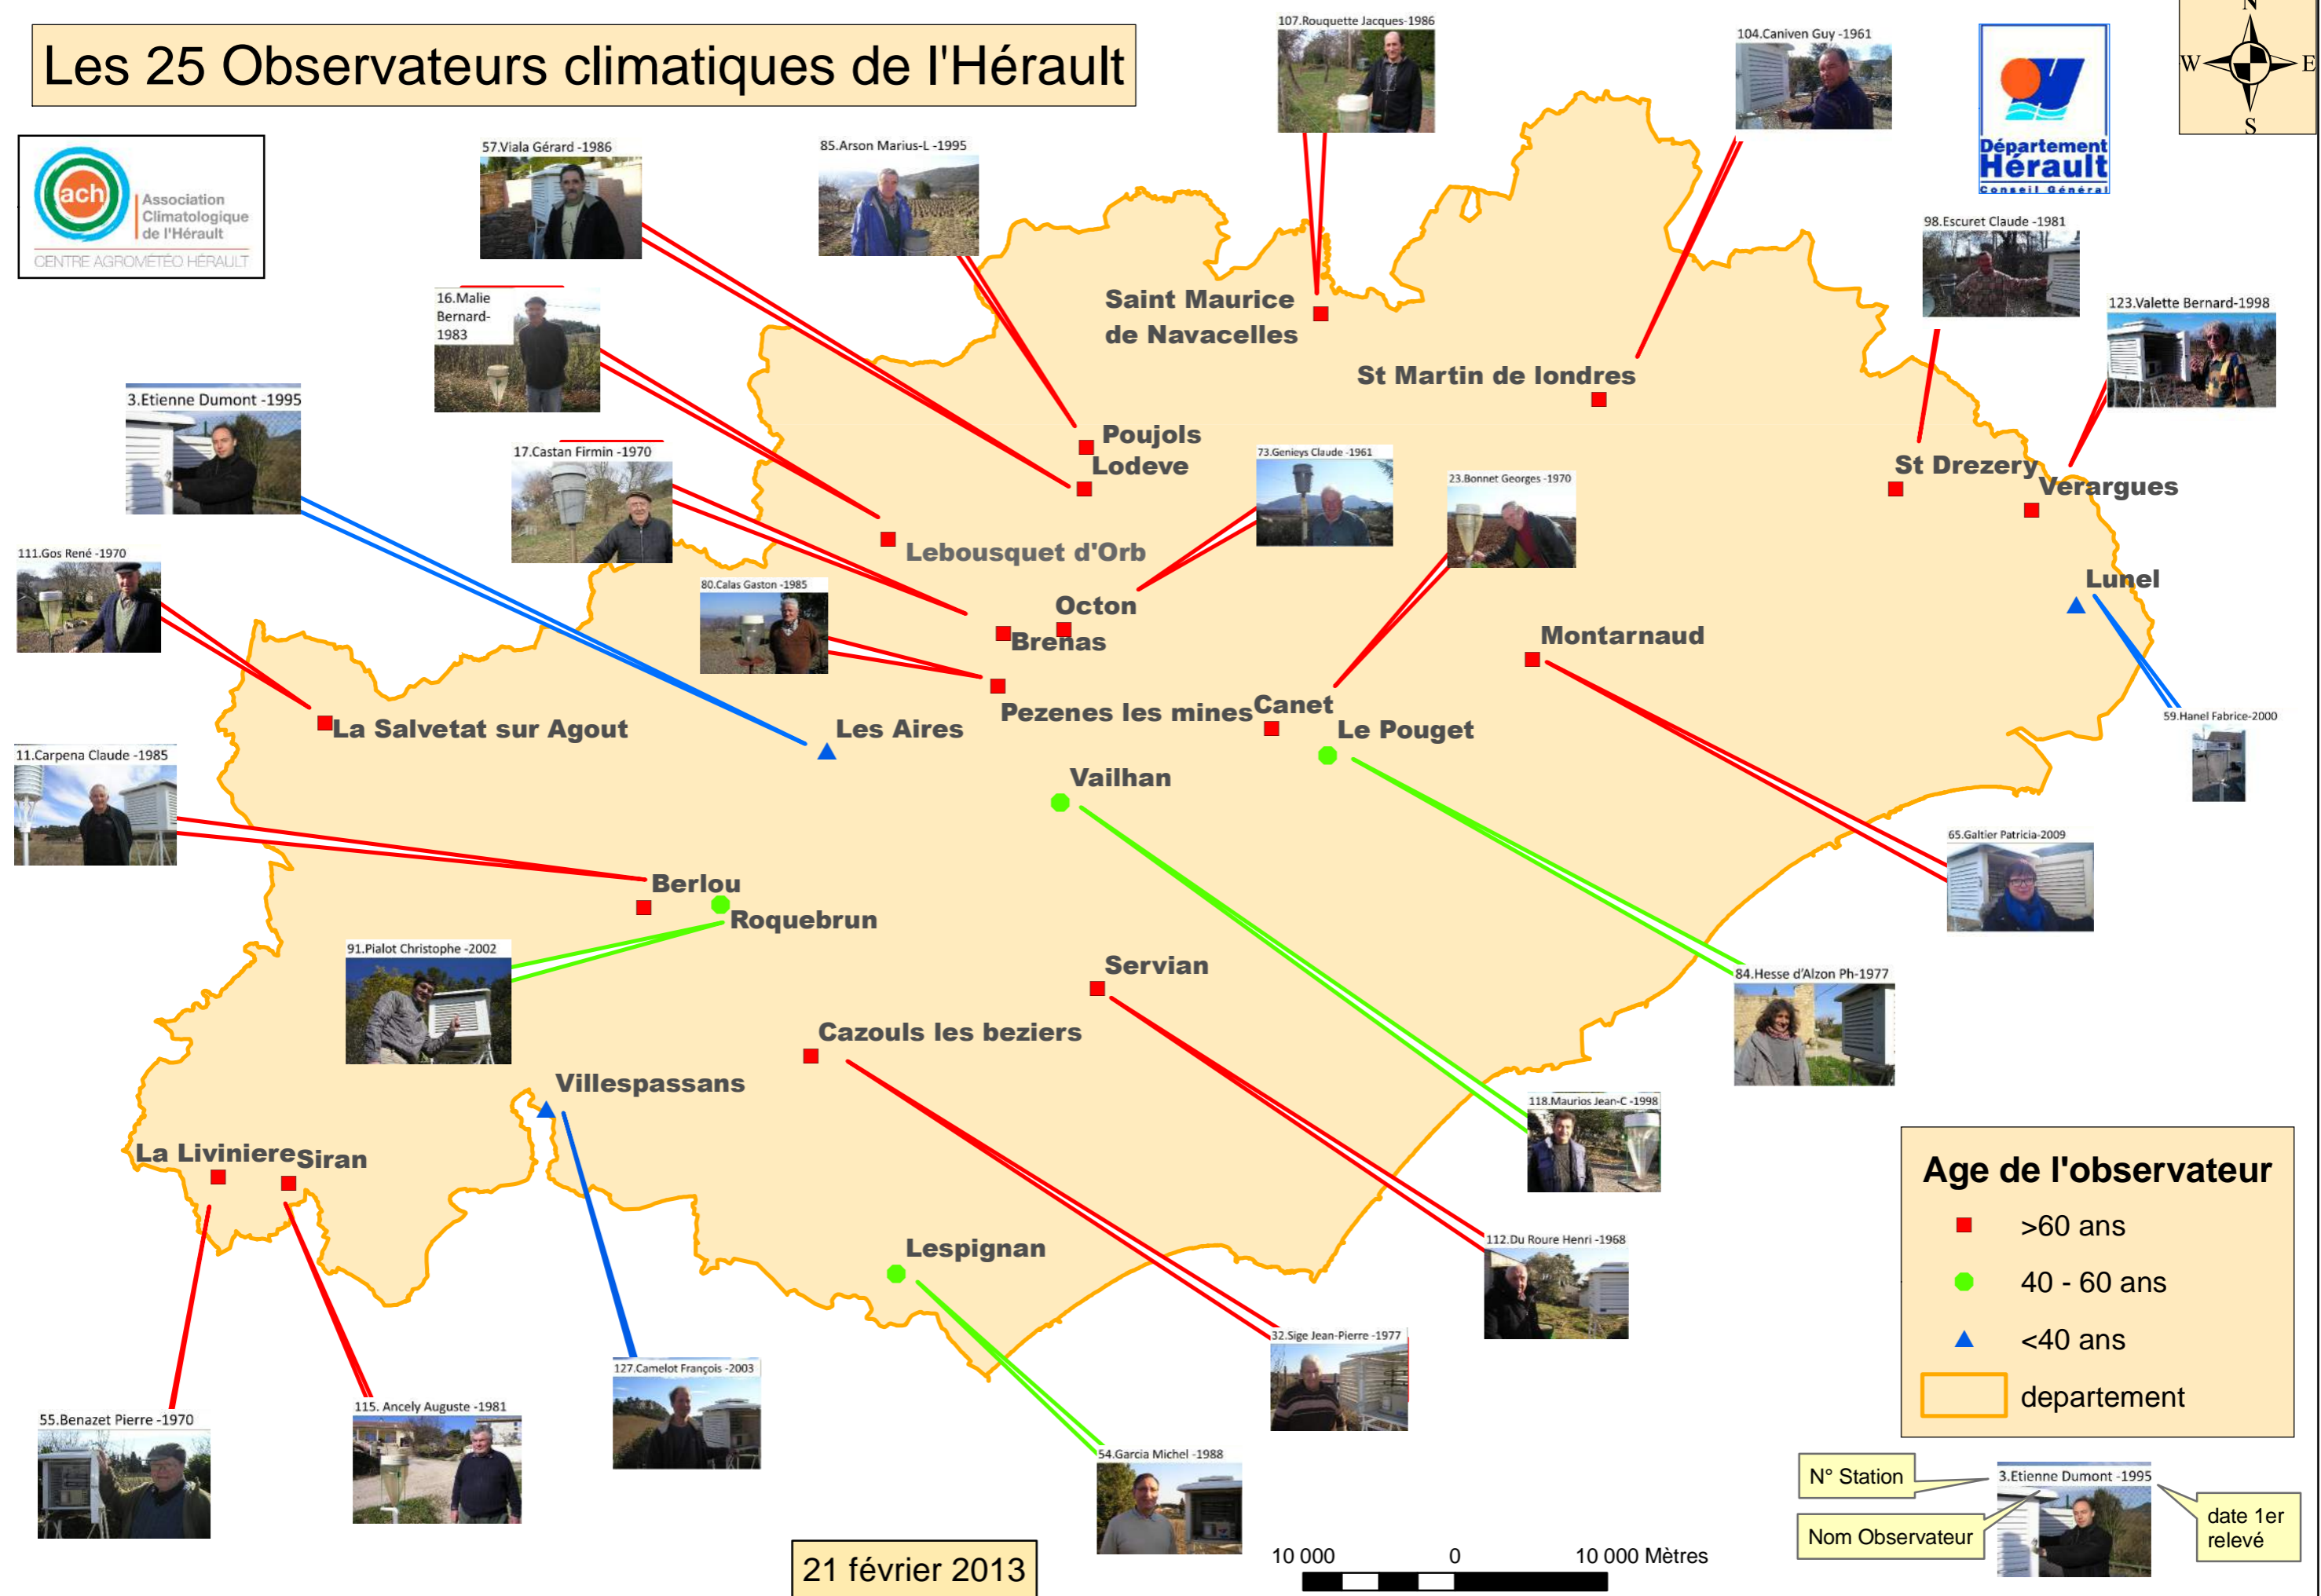 Les 25 Observateurs climatiques de l'Hérault
107.Rouquette Jacques-1986
104.Caniven Guy -1961
N
W
E
S
Département
Hérault
Conseil Général
ach
Association
Climatologique
de l'Hérault
CENTRE AGROMÉTÉO HÉRAULT
57.Viala Gérard -1986
85.Arson Marius-L -1995
98.Escuret Claude -1981
16.Malie
Bernard-
1983
123.Valette Bernard-1998
Saint Maurice
de Navacelles
St Martin de londres
3.Etienne Dumont -1995
Poujols
Lodeve
17.Castan Firmin -1970
73.Genieys Claude -1961
23.Bonnet Georges -1970
St Drezery
Verargues
111.Gos René -1970
Lebousquet d'Orb
80.Calas Gaston -1985
Octon
Brenas
Lunel
Montarnaud
Pezenes les mines
Canet
La Salvetat sur Agout
Les Aires
Le Pouget
59.Hanel Fabrice-2000
11.Carpena Claude -1985
Vailhan
65.Galtier Patricia-2009
Berlou
Roquebrun
91.Pialot Christophe -2002
Servian
84.Hesse d'Alzon Ph-1977
Cazouls les beziers
Villespassans
118.Maurios Jean-C -1998
La Liviniere
Siran
Lespignan
112.Du Roure Henri -1968
32.Sige Jean-Pierre -1977
127.Camelot François -2003
55.Benazet Pierre -1970
115. Ancely Auguste -1981
54.Garcia Michel -1988
Age de l'observateur
>60 ans
40 - 60 ans
<40 ans
departement
N° Station
3.Etienne Dumont -1995
Nom Observateur
date 1er
relevé
21 février 2013
10 000 0 10 000 Mètres